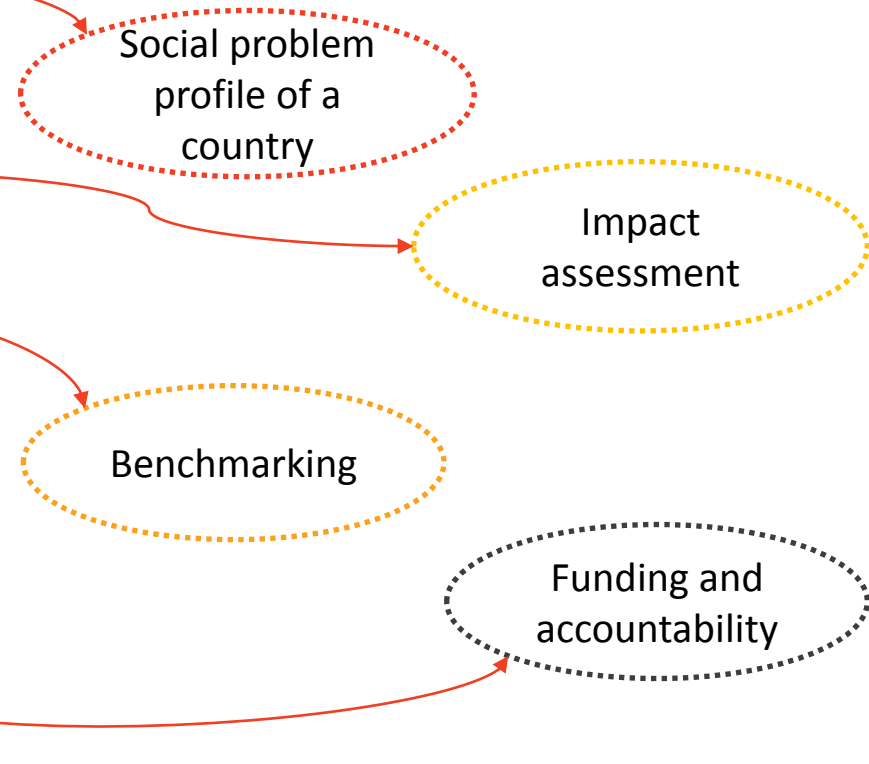 Social problem
profile of a
country
Impact
assessment
Benchmarking
Funding and
accountability